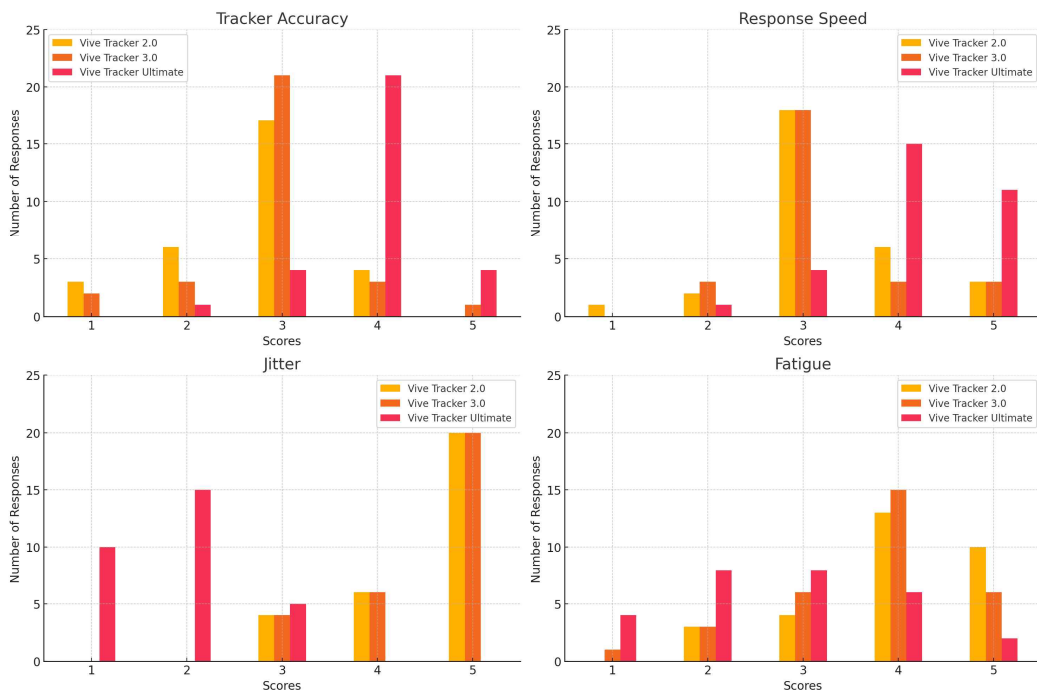 Tracker Accuracy
25
20
15
10
5
0
Number of Responses
Vive Tracker 2.0
Vive Tracker 3.0
Vive Tracker Ultimate
1 2 3 4 5
Scores
Response Speed
25
20
15
10
5
0
Number of Responses
Vive Tracker 2.0
Vive Tracker 3.0
Vive Tracker Ultimate
1 2 3 4 5
Scores
Jitter
25
20
15
10
5
0
Number of Responses
Vive Tracker 2.0
Vive Tracker 3.0
Vive Tracker Ultimate
1 2 3 4 5
Scores
Fatigue
25
20
15
10
5
0
Number of Responses
Vive Tracker 2.0
Vive Tracker 3.0
Vive Tracker Ultimate
1 2 3 4 5
Scores